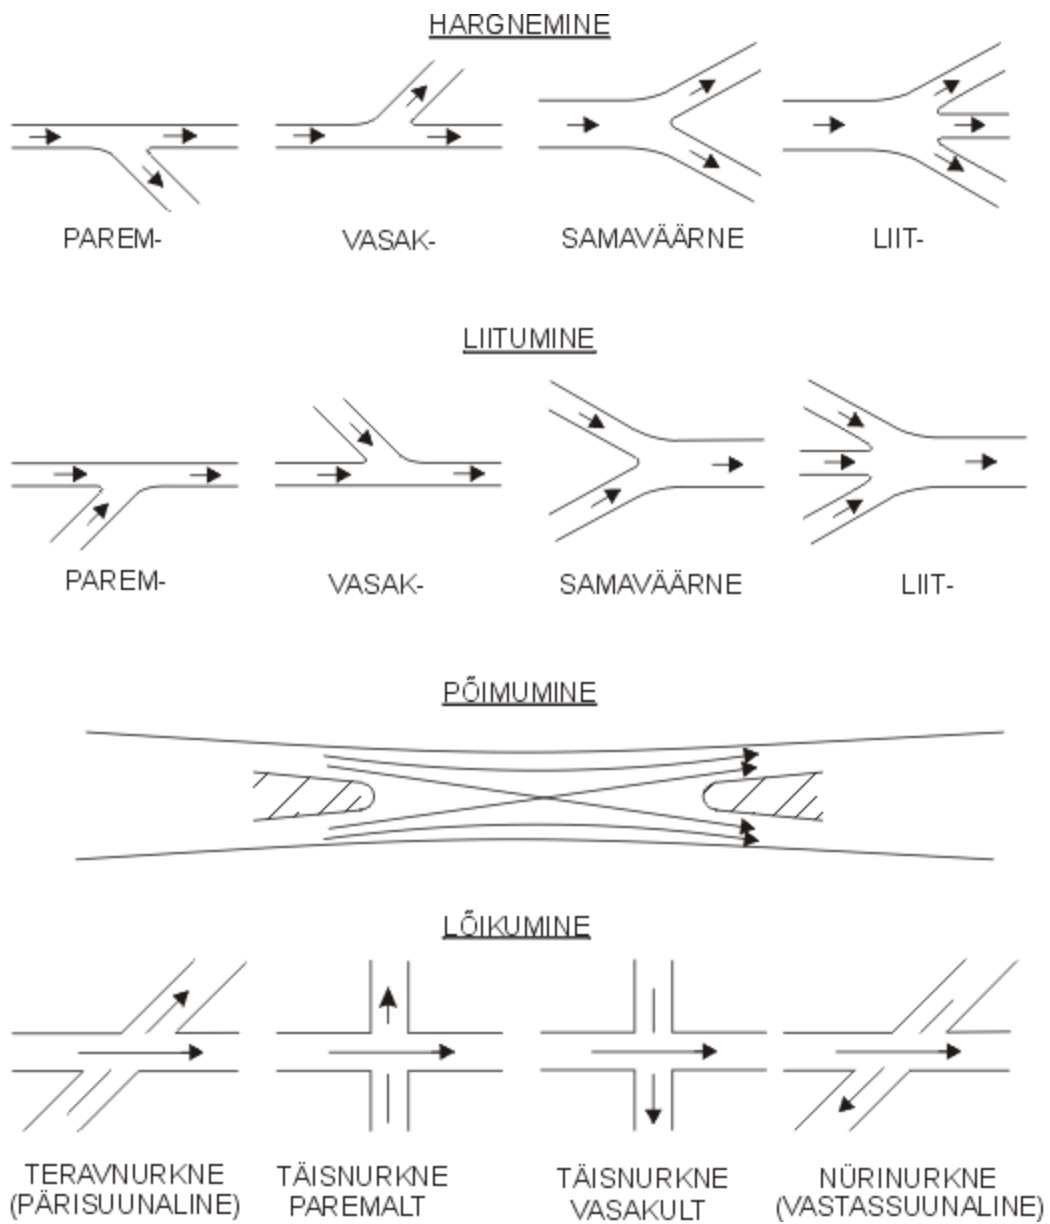 HARGNEMINE
PAREM- VASAK- SAMAVÄÄRNE LIIT-
LIITUMINE
PAREM- VASAK- SAMAVÄÄRNE LIIT-
PÕIMUMINE
LÕIKUMINE
TERAVNURKNE
(PÄRISUUNALINE)
TÄISNURKNE
PAREMALT
TÄISNURKNE
VASAKULT
NÜRINURKNE
(VASTASSUUNALINE)